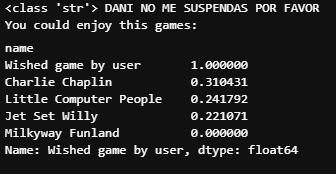 <class 'str'> DANI NO ME SUSPENDAS POR FAVOR
You could enjoy this games:
name
Wished game by user      1.000000
Charlie Chaplin          0.310431
Little Computer People   0.241792
Jet Set Willy            0.221071
Milkyway Funland         0.000000
Name: Wished game by user, dtype: float64